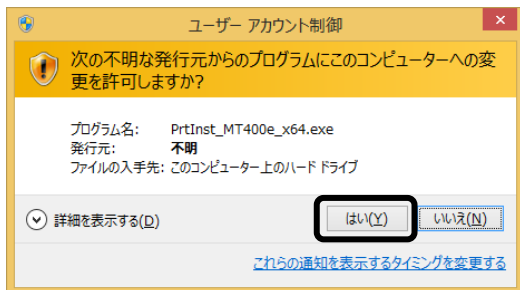 ユーザー アカウント制御
次の不明な発行元からのプログラムにこのコンピューターへの変
更を許可しますか?
プログラム名: PrtInst_MT400e_x64.exe
発行元: 不明
ファイルの入手先: このコンピューター上のハード ドライブ
詳細を表示する(D) はい(Y) いいえ(N)
これらの通知を表示するタイミングを変更する